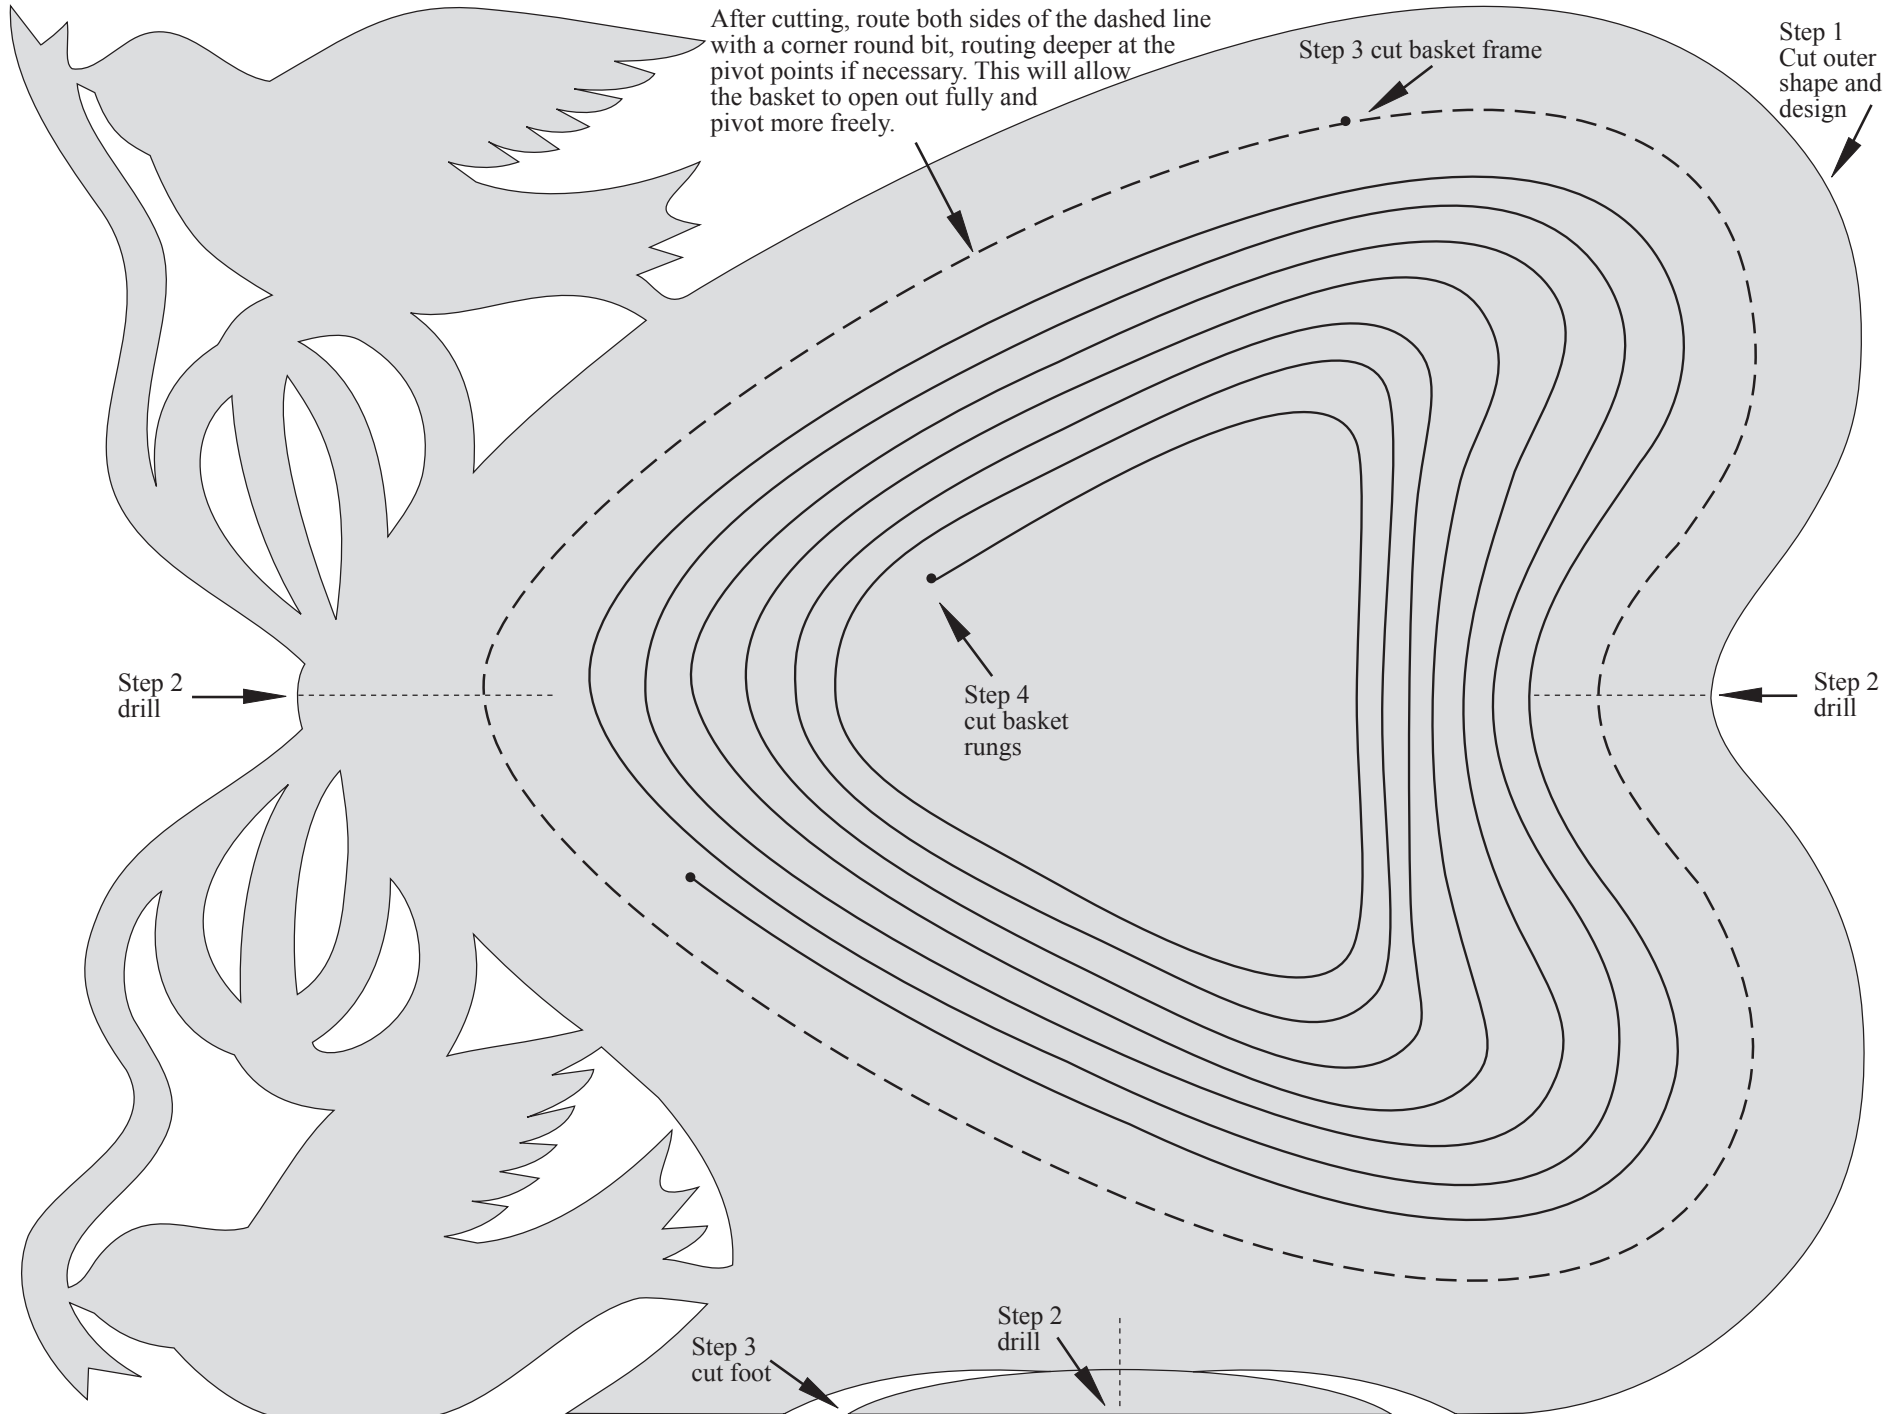 After cutting, route both sides of the dashed line
with a corner round bit, routing deeper at the
pivot points if necessary. This will allow
the basket to open out fully and
pivot more freely.
Step 3 cut basket frame
Step 1
Cut outer
shape and
design
Step 2
drill
Step 4
cut basket
rungs
Step 2
drill
Step 2
drill
Step 3
cut foot